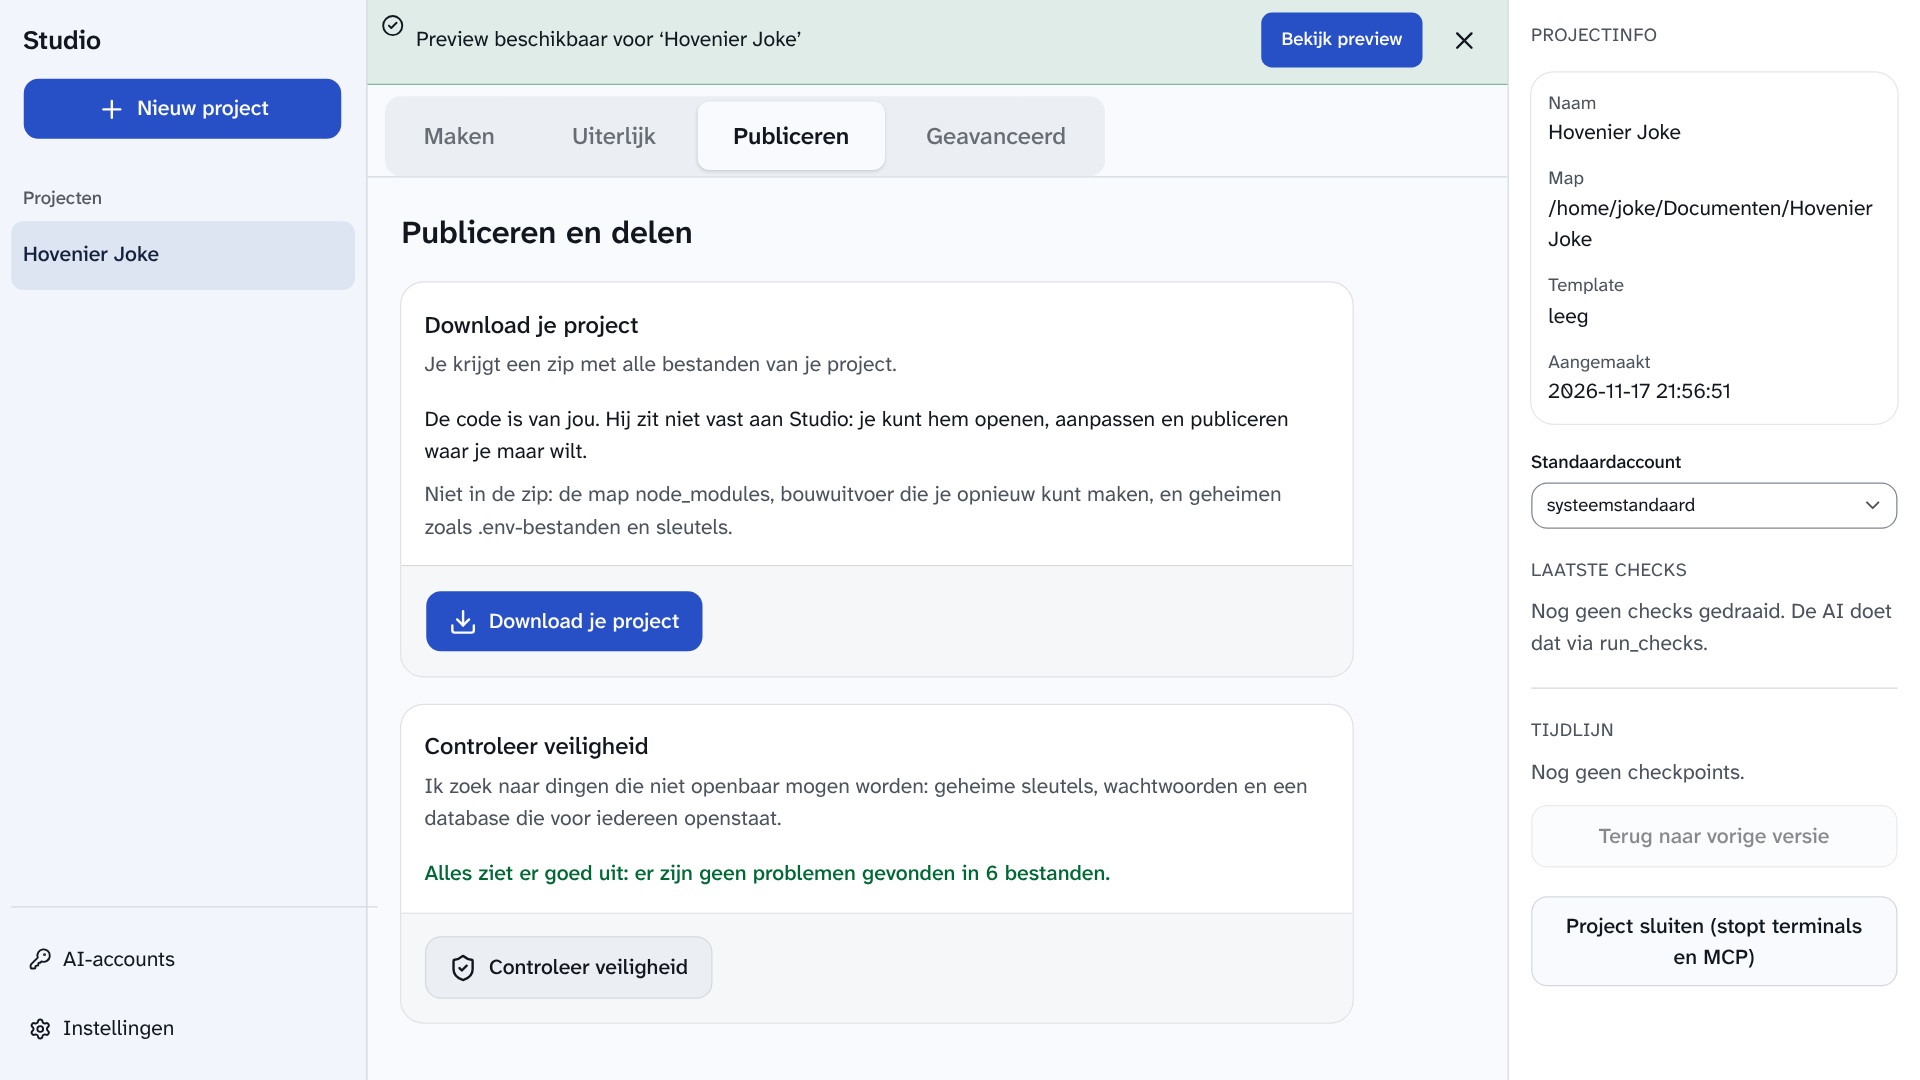 Studio
Nieuw project
Projecten
Hovenier Joke
AI-accounts
Instellingen
Preview beschikbaar voor ‘Hovenier Joke’
Bekijk preview
Maken
Uiterlijk
Publiceren
Geavanceerd
Publiceren en delen
Download je project
Je krijgt een zip met alle bestanden van je project.
De code is van jou. Hij zit niet vast aan Studio: je kunt hem openen, aanpassen en publiceren
waar je maar wilt.
Niet in de zip: de map node_modules, bouwuitvoer die je opnieuw kunt maken, en geheimen
zoals .env-bestanden en sleutels.
Download je project
Controleer veiligheid
Ik zoek naar dingen die niet openbaar mogen worden: geheime sleutels, wachtwoorden en een
database die voor iedereen openstaat.
Alles ziet er goed uit: er zijn geen problemen gevonden in 6 bestanden.
Controleer veiligheid
PROJECTINFO
Naam
Hovenier Joke
Map
/home/joke/Documenten/Hovenier
Joke
Template
leeg
Aangemaakt
2026-11-17 21:56:51
Standaardaccount
systeemstandaard
LAATSTE CHECKS
Nog geen checks gedraaid. De AI doet
dat via run_checks.
TIJDLIJN
Nog geen checkpoints.
Terug naar vorige versie
Project sluiten (stopt terminals
en MCP)